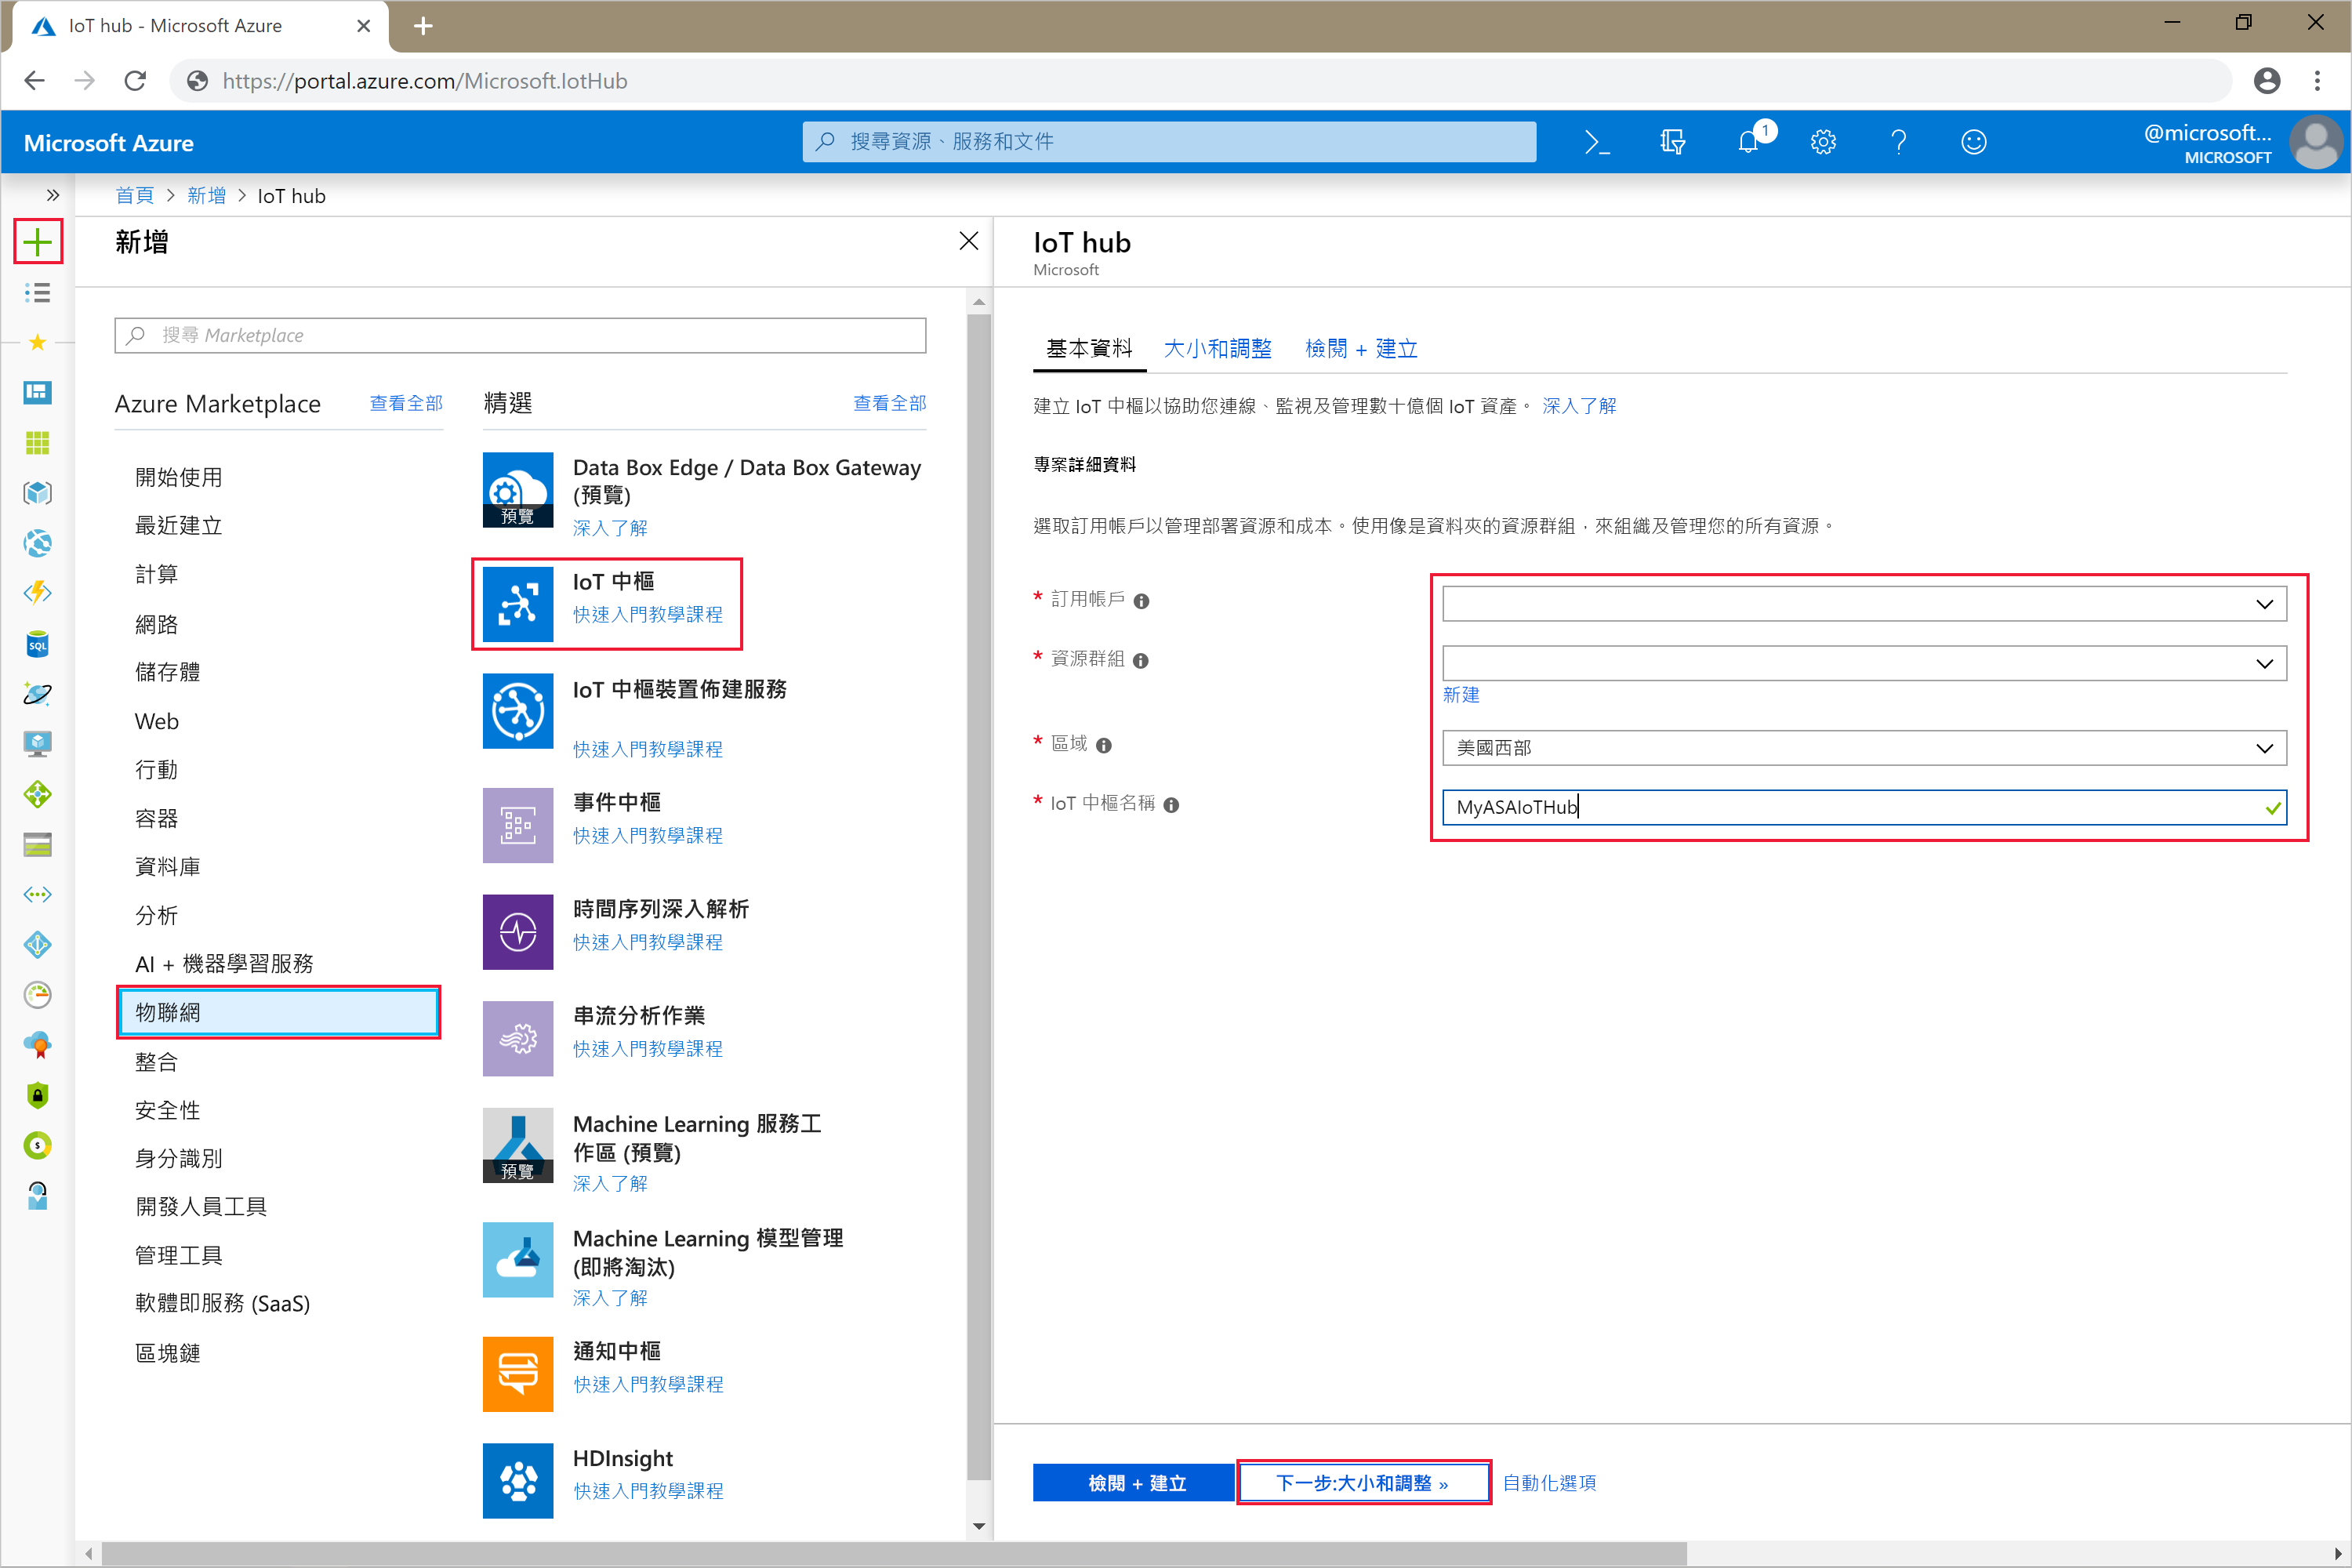 IoT hub - Microsoft Azure
https://portal.azure.com/Microsoft.IotHub
Microsoft Azure
搜尋資源、服務和文件
1
@microsoft...
MICROSOFT
首頁 > 新增 > IoT hub
新增
搜尋 Marketplace
Azure Marketplace
查看全部
開始使用
最近建立
計算
網路
儲存體
Web
行動
容器
資料庫
分析
AI + 機器學習服務
物聯網
整合
安全性
身分識別
開發人員工具
管理工具
軟體即服務 (SaaS)
區塊鏈
精選
查看全部
Data Box Edge / Data Box Gateway
(預覽)
預覽
深入了解
IoT 中樞
快速入門教學課程
IoT 中樞裝置佈建服務
快速入門教學課程
事件中樞
快速入門教學課程
時間序列深入解析
快速入門教學課程
串流分析作業
快速入門教學課程
Machine Learning 服務工
作區 (預覽)
預覽
深入了解
Machine Learning 模型管理
(即將淘汰)
深入了解
通知中樞
快速入門教學課程
HDInsight
快速入門教學課程
SQL
IoT hub
Microsoft
基本資料 大小和調整 檢閱 + 建立
建立 IoT 中樞以協助您連線、監視及管理數十億個 IoT 資產。 深入了解
專案詳細資料
選取訂用帳戶以管理部署資源和成本。使用像是資料夾的資源群組，來組織及管理您的所有資源。
* 訂用帳戶
* 資源群組
新建
* 區域
美國西部
* IoT 中樞名稱
MyASAIoTHub
檢閱 + 建立
下一步:大小和調整 »
自動化選項